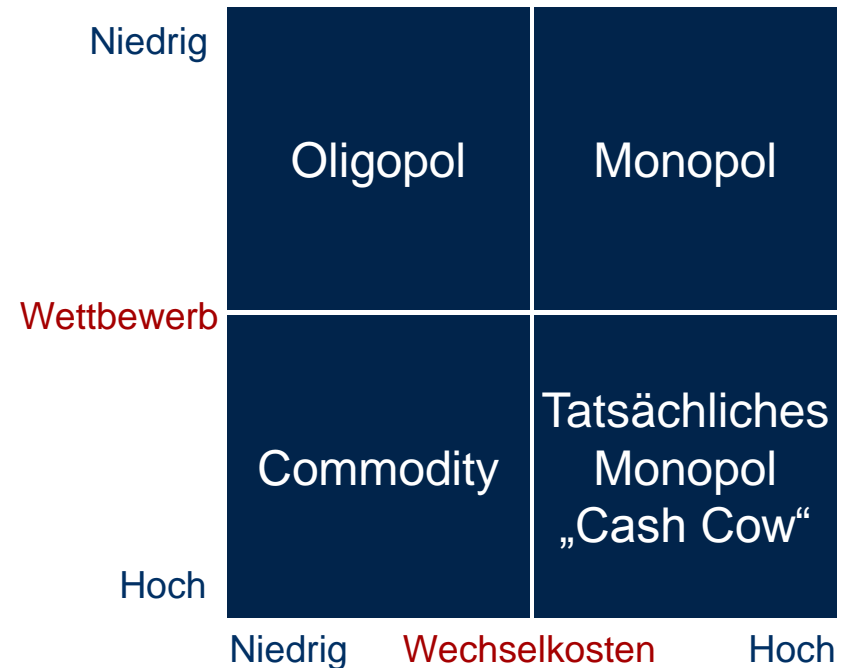 Niedrig
Oligopol
Monopol
Wettbewerb
Commodity
Tatsächliches
Monopol
„Cash Cow“
Hoch
Niedrig
Wechselkosten
Hoch